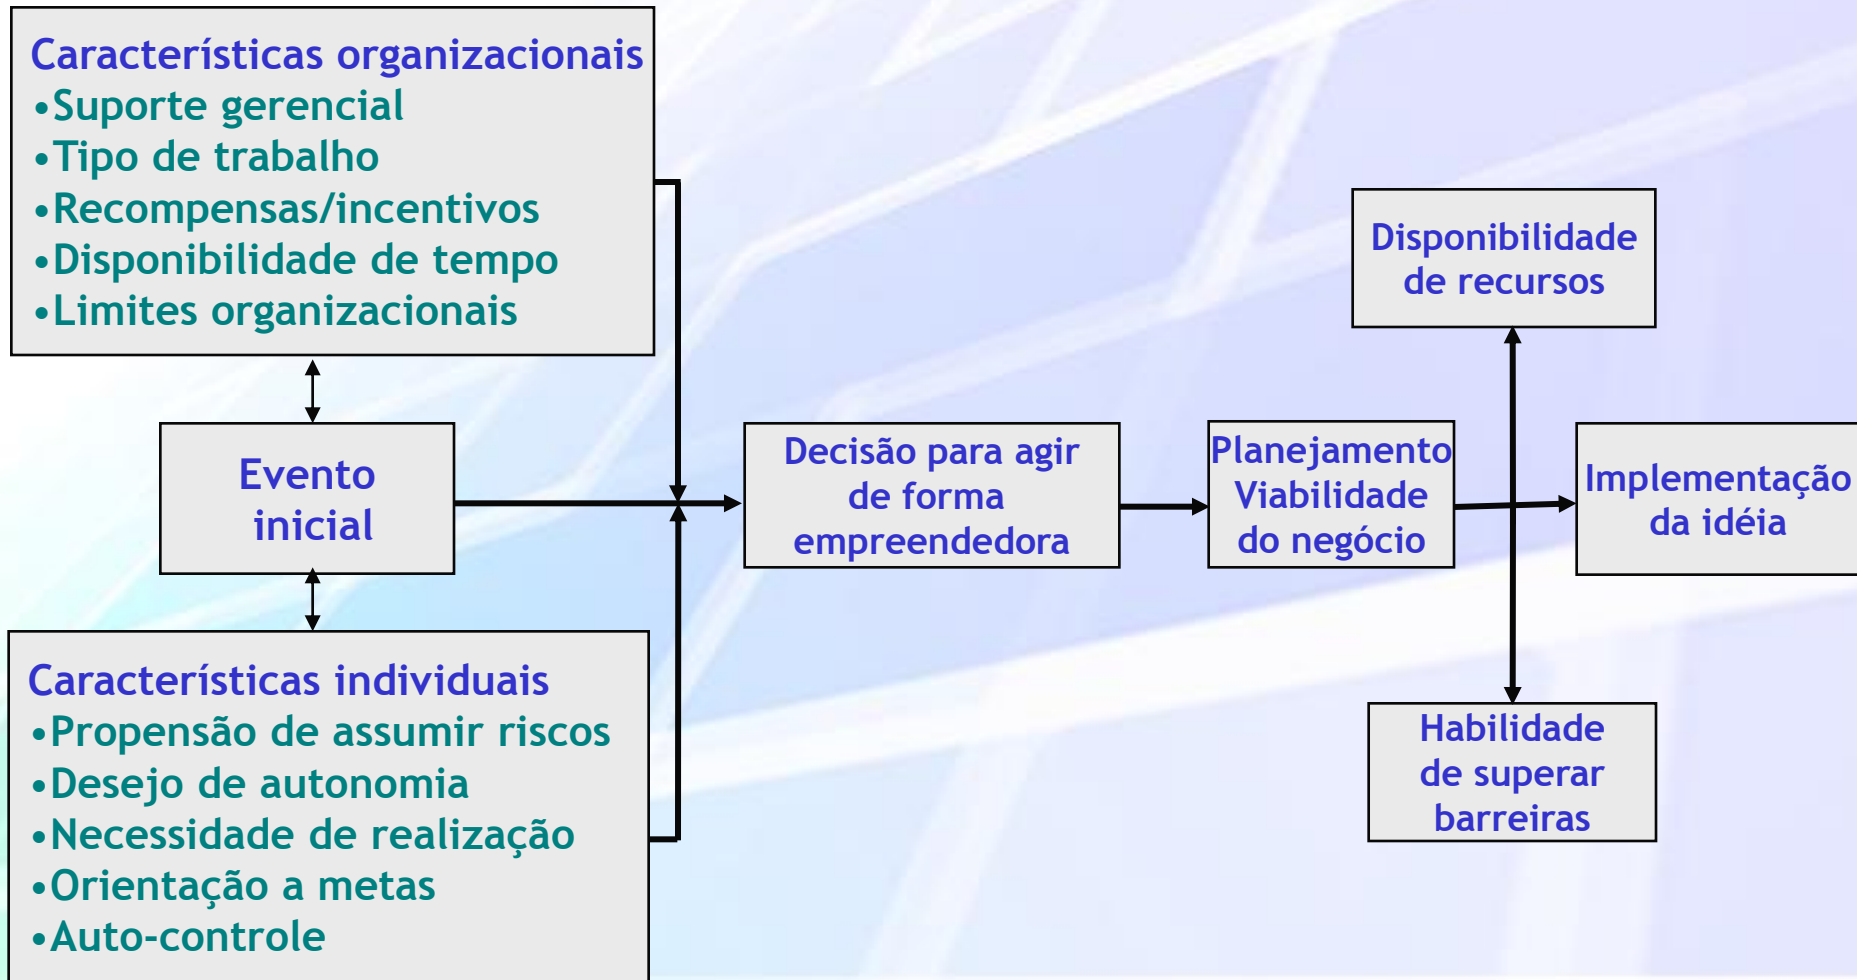 Características organizacionais
•Suporte gerencial
•Tipo de trabalho
•Recompensas/incentivos
•Disponibilidade de tempo
•Limites organizacionais
Evento
inicial
Características individuais
•Propensão de assumir riscos
•Desejo de autonomia
•Necessidade de realização
•Orientação a metas
•Auto-controle
Decisão para agir
de forma
empreendedora
Planejamento
Viabilidade
do negócio
Disponibilidade
de recursos
Habilidade
de superar
barreiras
Implementação
da idéia